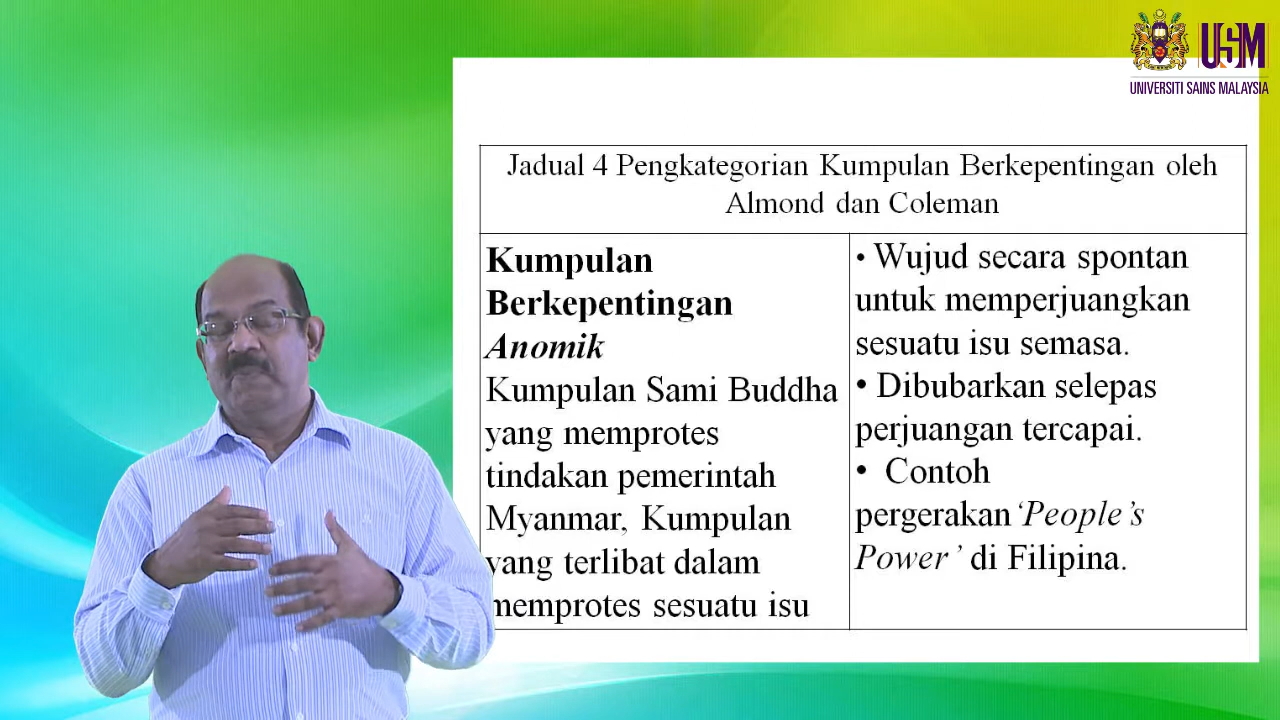 USM
UNIVERSITI SAINS MALAYSIA
Jadual 4 Pengkategorian Kumpulan Berkepentingan oleh
Almond dan Coleman
Kumpulan
Berkepentingan
Anomik
Kumpulan Sami Buddha
yang memprotes
tindakan pemerintah
Myanmar, Kumpulan
yang terlibat dalam
memprotes sesuatu isu
• Wujud secara spontan
untuk memperjuangkan
sesuatu isu semasa.
• Dibubarkan selepas
perjuangan tercapai.
• Contoh
pergerakan ‘People’s
Power’ di Filipina.